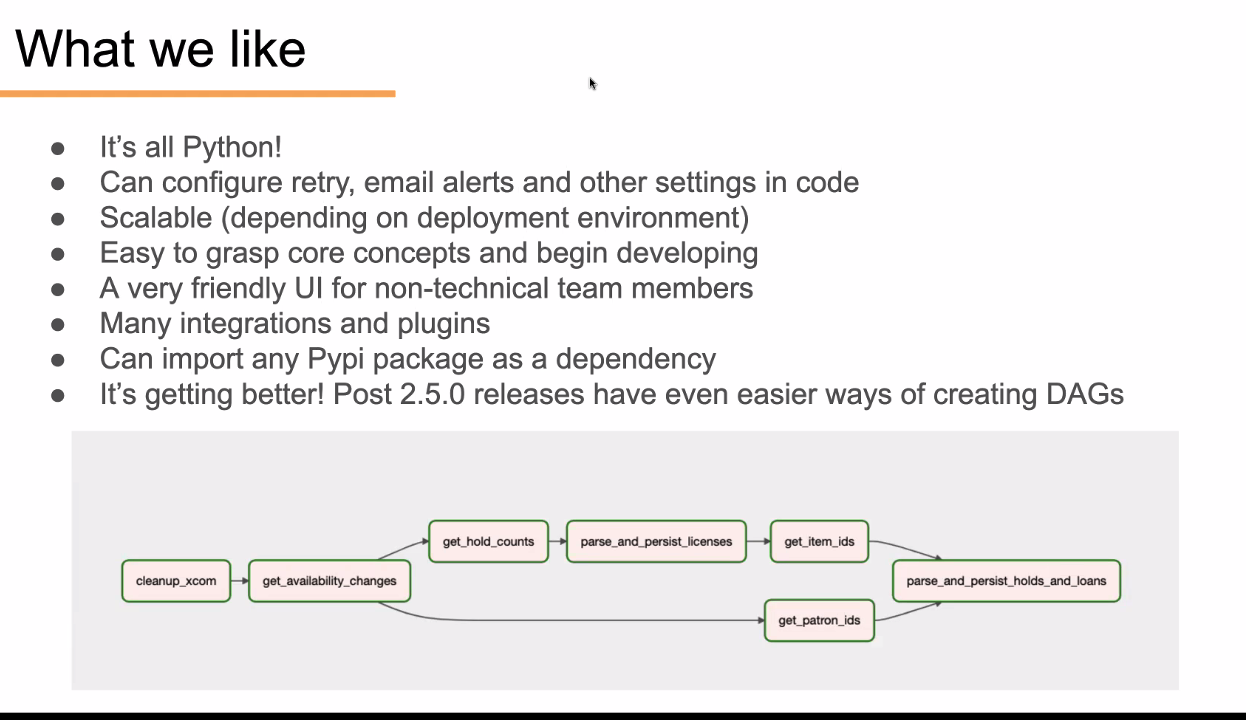 What we like
● It’s all Python!
● Can configure retry, email alerts and other settings in code
● Scalable (depending on deployment environment)
● Easy to grasp core concepts and begin developing
● A very friendly UI for non-technical team members
● Many integrations and plugins
● Can import any Pypi package as a dependency
● It’s getting better! Post 2.5.0 releases have even easier ways of creating DAGs
get_hold_counts
parse_and_persist_licenses
get_item_ids
cleanup_xcom
get_availability_changes
parse_and_persist_holds_and_loans
get_patron_ids